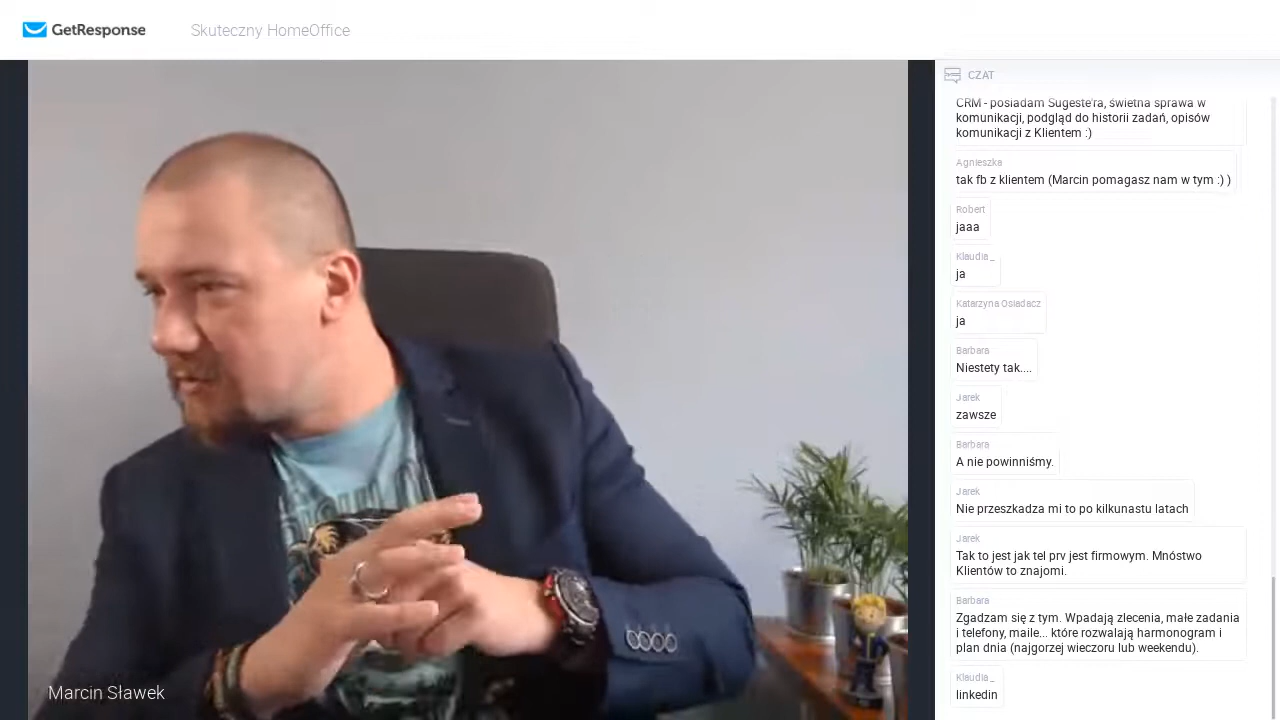 GetResponse
Skuteczny HomeOffice
CZAT
CRM - posiadam Sugeste'ra, świetna sprawa w
komunikacji, podgląd do historii zadań, opisów
komunikacji z Klientem :)
Agnieszka
tak fb z klientem (Marcin pomagasz nam w tym :) )
Robert
jaaa
Klaudia _
ja
Katarzyna Osiadacz
ja
Barbara
Niestety tak....
Jarek
zawsze
Barbara
A nie powinniśmy.
Jarek
Nie przeszkadza mi to po kilkunastu latach
Jarek
Tak to jest jak tel prv jest firmowym. Mnóstwo
Klientów to znajomi.
Barbara
Zgadzam się z tym. Wpadają zlecenia, małe zadania
i telefony, maile... które rozwalają harmonogram i
plan dnia (najgorzej wieczoru lub weekendu).
Klaudia _
linkedin
Marcin Sławek